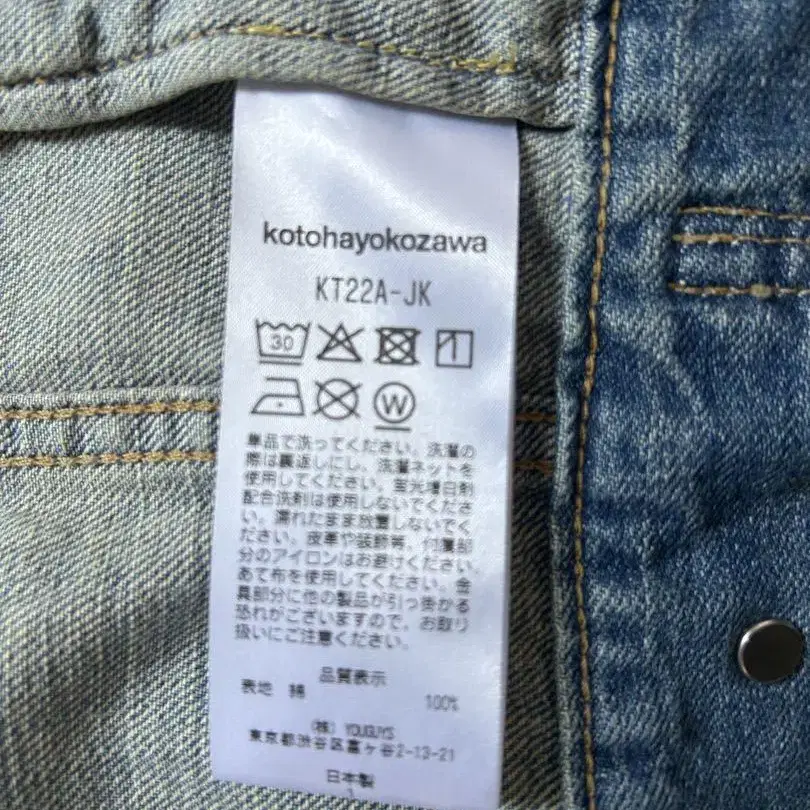 kotohayokozawa
KT22A-JK
30
W
単品で洗ってください。洗濯の
際は裏返しにし、洗濯ネットを
使用してください。蛍光増白剤
配合洗剤は使用しないでくださ
い。濡れたまま放置しないでく
ださい。皮革や装飾等、付属部
分のアイロンはお避けください。
あて布を使用してください。金
具部分に他の製品が引っ掛かる
恐れがございますので、お取り
扱いにご注意ください。
品質表示
表地 綿 100%
(株) YOUGUYS
東京都渋谷区富ヶ谷2-13-21
日本製
1